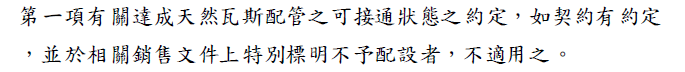 第一項有關達成天然瓦斯配管之可接通狀態之約定，如契約有約定
，並於相關銷售文件上特別標明不予配設者，不適用之。